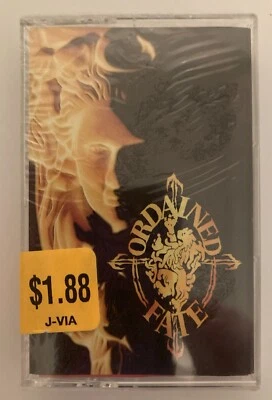 ORDAINED
FATE
$1.88
J-VIA